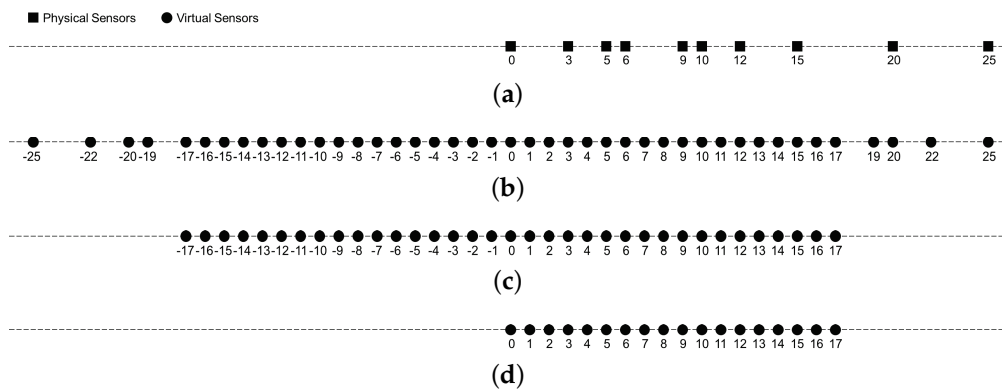 Physical Sensors Virtual Sensors
0 3 5 6 9 10 12 15 20 25
(a)
-25 -22 -20 -19 -17 -16 -15 -14 -13 -12 -11 -10 -9 -8 -7 -6 -5 -4 -3 -2 -1 0 1 2 3 4 5 6 7 8 9 10 11 12 13 14 15 16 17 19 20 22 25
(b)
-17 -16 -15 -14 -13 -12 -11 -10 -9 -8 -7 -6 -5 -4 -3 -2 -1 0 1 2 3 4 5 6 7 8 9 10 11 12 13 14 15 16 17
(c)
0 1 2 3 4 5 6 7 8 9 10 11 12 13 14 15 16 17
(d)